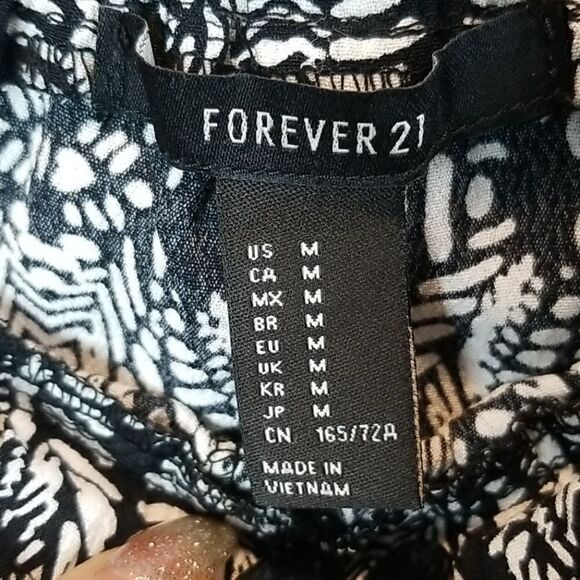 FOREVER 21
US M
CA M
MX M
BR M
EU M
UK M
KR M
JP M
CN 165/72A
MADE IN
VIETNAM